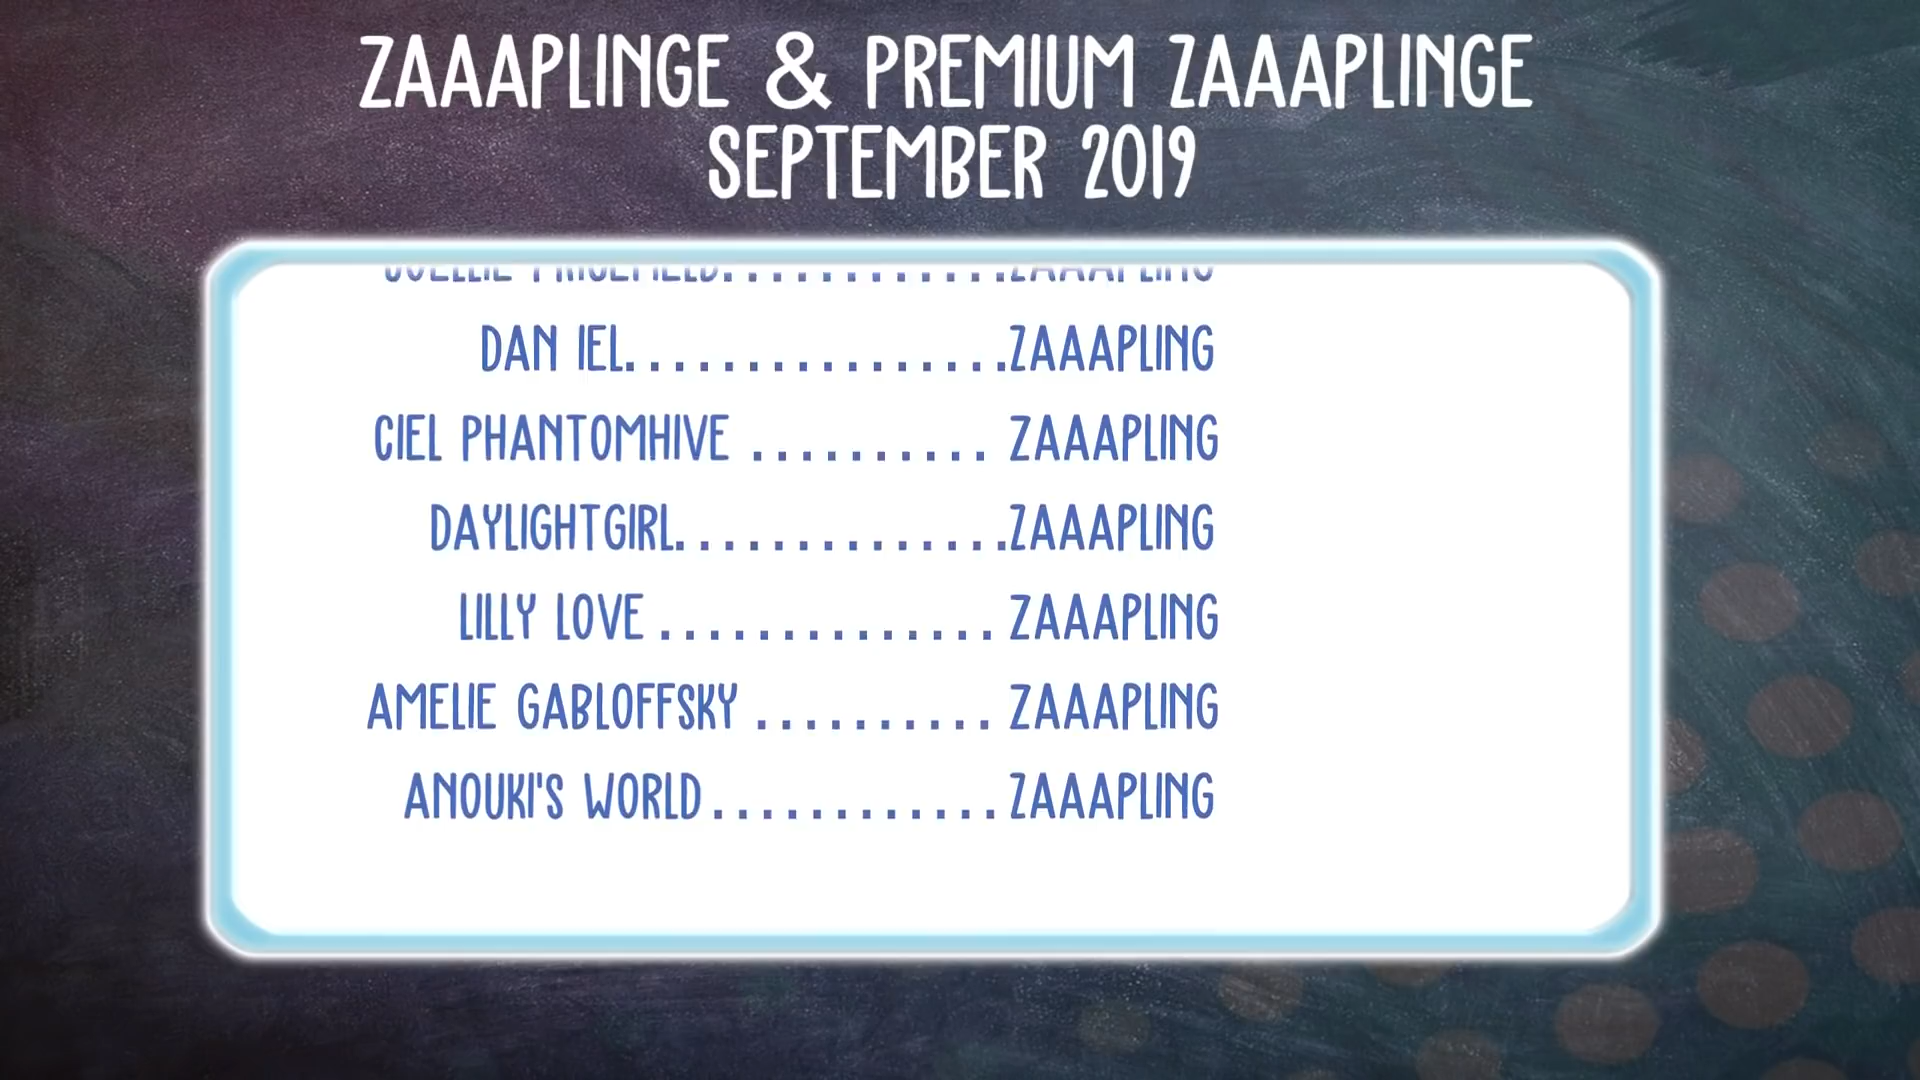 ZAAAPLINGE & PREMIUM ZAAAPLINGE
SEPTEMBER 2019
DAN IEL................ZAAAPLING
CIEL PHANTOMHIVE .......... ZAAAPLING
DAYLIGHTGIRL..............ZAAAPLING
LILLY LOVE .............. ZAAAPLING
AMELIE GABLOFFSKY .......... ZAAAPLING
ANOUKI'S WORLD............ZAAAPLING